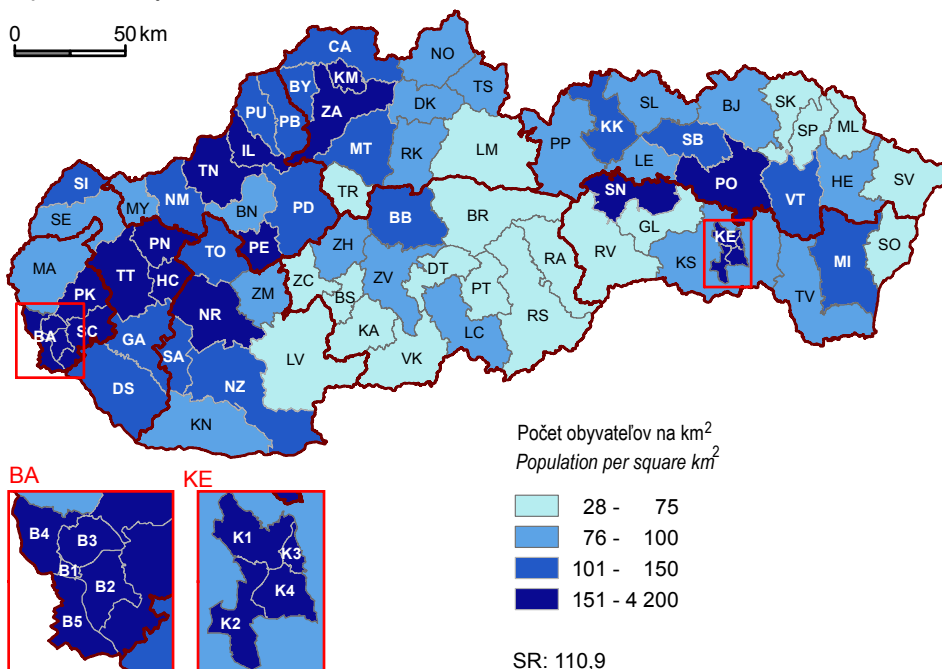 0 50 km
CA
NO
KM
BY
TS
PU
PB
ZA
DK
SL
BJ
SK
KK
SP
ML
IL
MT
RK
LM
PP
SB
LE
TN
SI
TR
SN
PO
HE
SV
VT
SE
MY
NM
BN
PD
BB
BR
GL
PN
TO
PE
ZH
RV
KE
SO
MA
TT
HC
ZC
ZV
DT
RA
KS
MI
PK
ZM
BS
PT
TV
BA
SC
NR
KA
RS
GA
SA
LV
VK
LC
DS
NZ
KN
Počet obyvateľov na km2
Population per square km2
28 - 75
76 - 100
101 - 150
151 - 4 200
SR: 110,9
BA
B4
B3
B1
B2
B5
KE
K1
K3
K4
K2